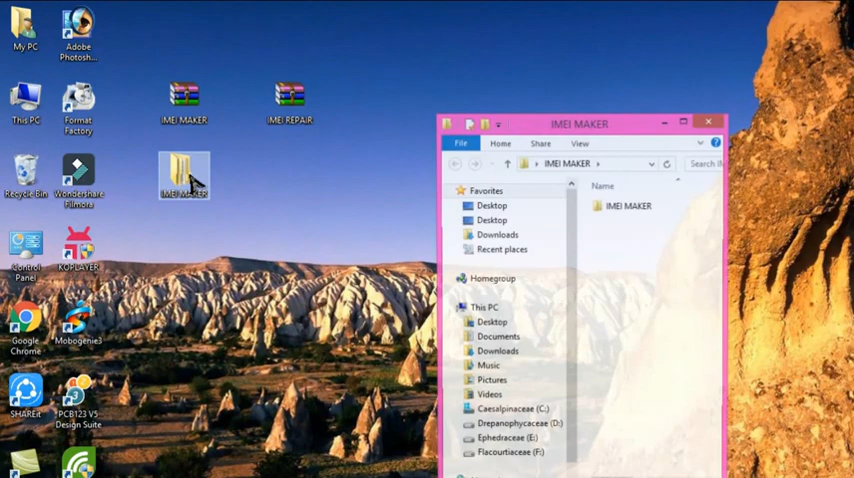 My PC
Adobe
Photosh...
This PC
Format
Factory
IMEI MAKER
IMEI REPAIR
Recycle Bin
Wondershare
Filmora
IMEI MAKER
Control
Panel
KOPLAYER
Google
Chrome
Mobogenie3
SHAREit
PCB123 V5
Design Suite
IMEI MAKER
File
Home
Share
View
IMEI MAKER
Search IM
Name
IMEI MAKER
Favorites
Desktop
Desktop
Downloads
Recent places
Homegroup
This PC
Desktop
Documents
Downloads
Music
Pictures
Videos
Caesalpinaceae (C:)
Drepanophycaceae (D:)
Ephedraceae (E:)
Flacourtiaceae (F:)